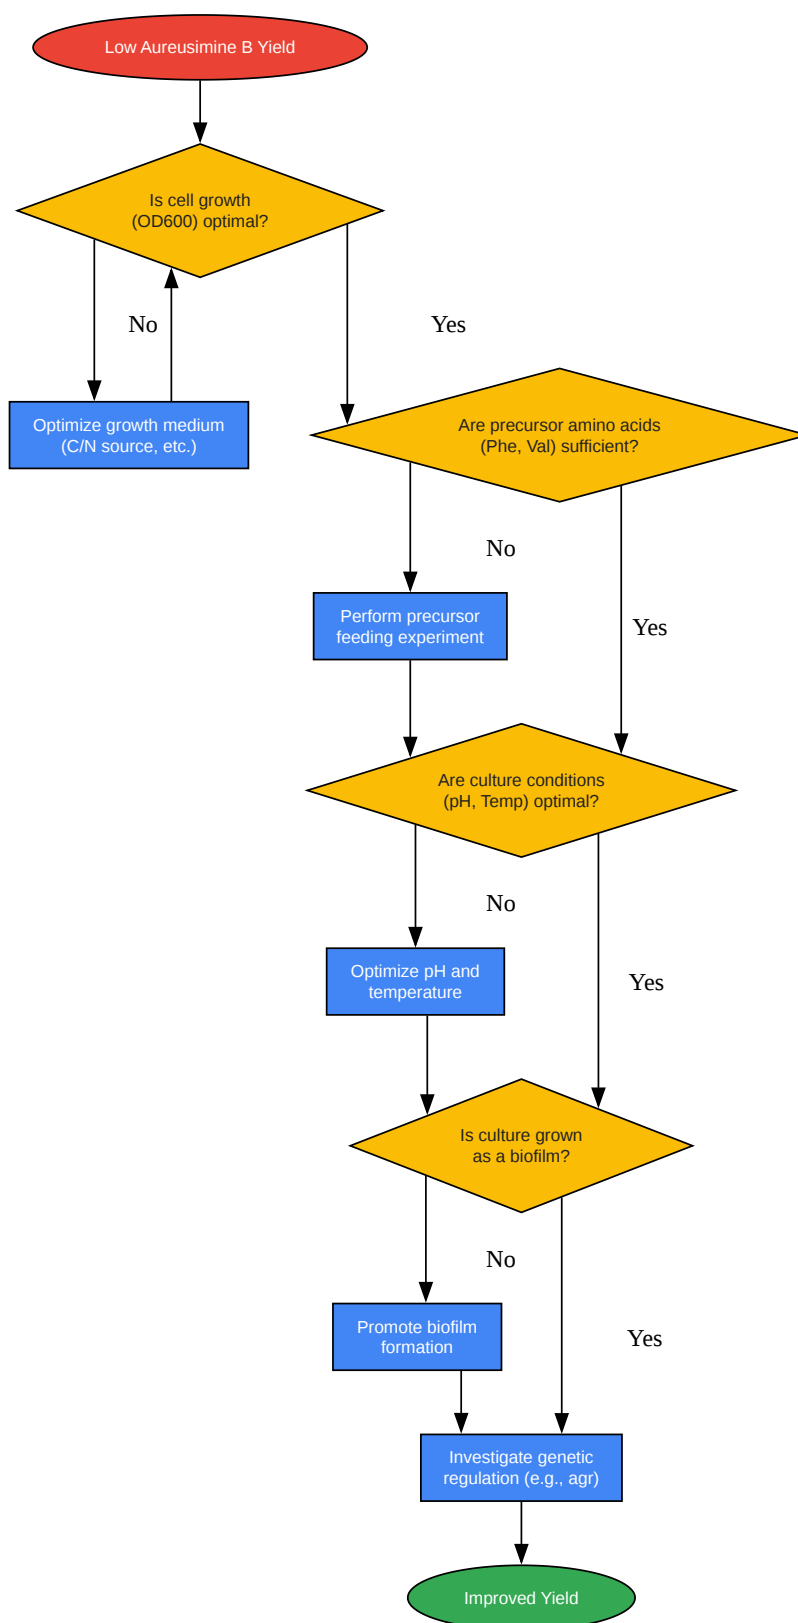 Low Aureusimine B Yield
Is cell growth
(OD600) optimal?
No
Yes
Optimize growth medium
(C/N source, etc.)
Are precursor amino acids
(Phe, Val) sufficient?
No
Perform precursor
feeding experiment
Yes
Are culture conditions
(pH, Temp) optimal?
No
Optimize pH and
temperature
Yes
Is culture grown
as a biofilm?
No
Promote biofilm
formation
Yes
Investigate genetic
regulation (e.g., agr)
Improved Yield